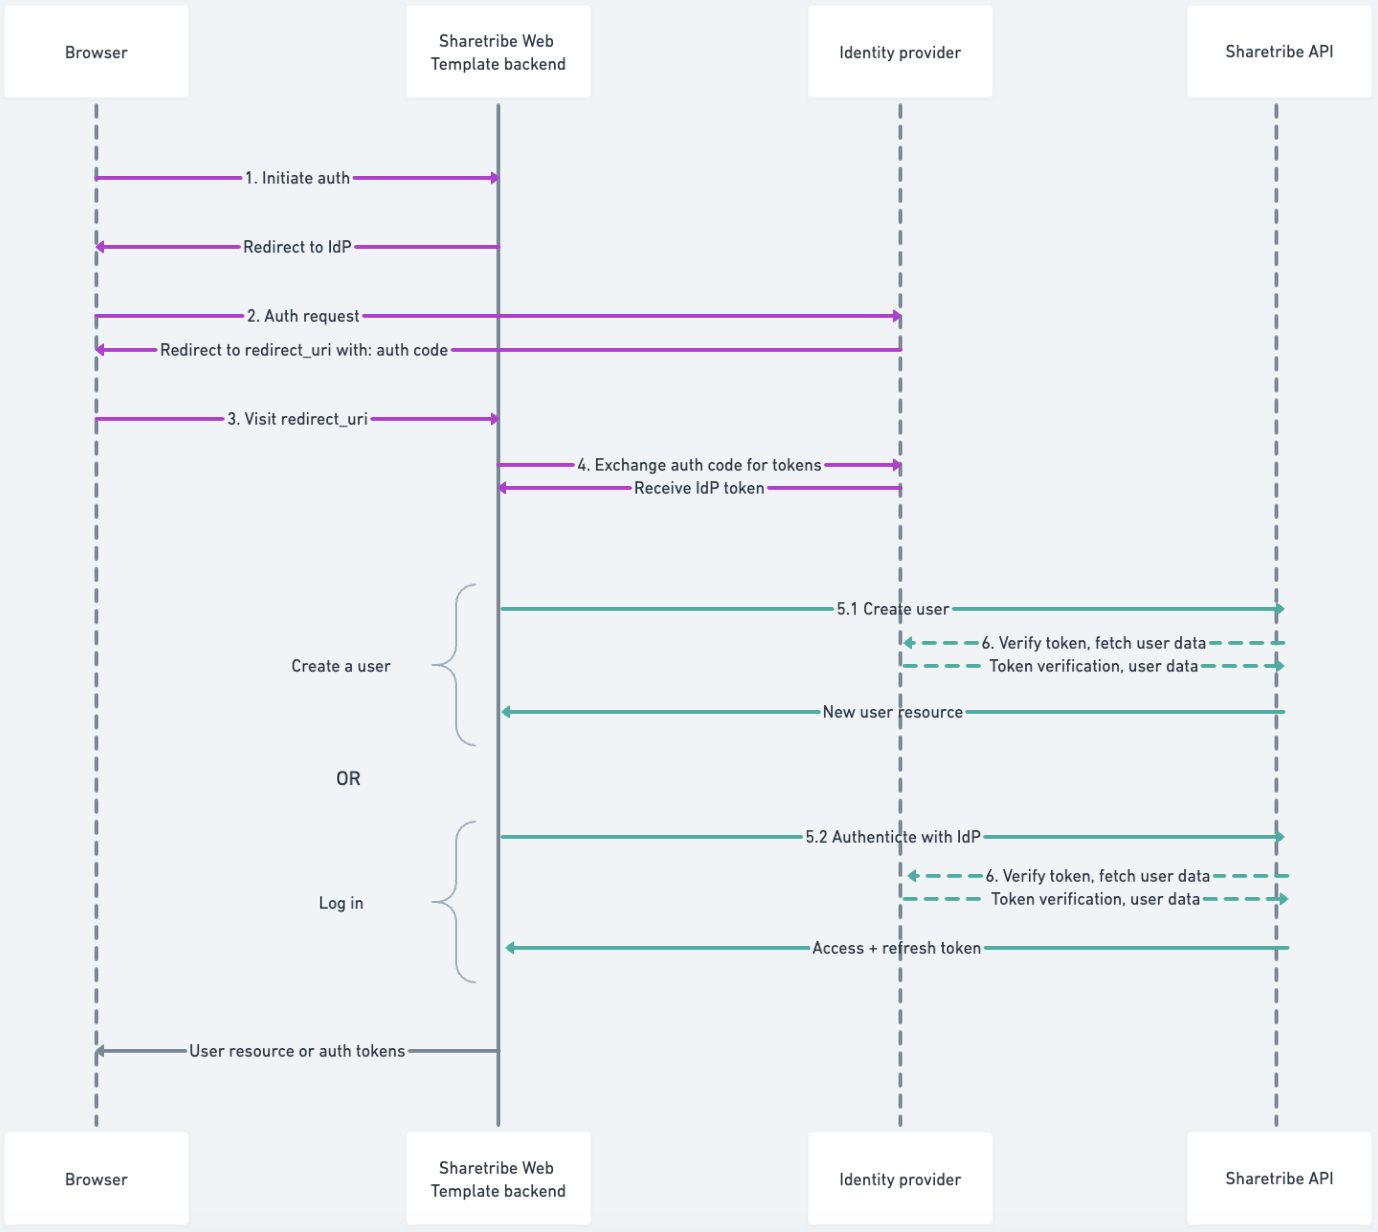 Browser
Sharetribe Web
Template backend
Identity provider
Sharetribe API
1. Initiate auth
Redirect to IdP
2. Auth request
Redirect to redirect_uri with: auth code
3. Visit redirect_uri
4. Exchange auth code for tokens
Receive IdP token
5.1 Create user
6. Verify token, fetch user data
Create a user
Token verification, user data
New user resource
OR
5.2 Authenticte with IdP
6. Verify token, fetch user data
Log in
Token verification, user data
Access + refresh token
User resource or auth tokens
Browser
Sharetribe Web
Template backend
Identity provider
Sharetribe API